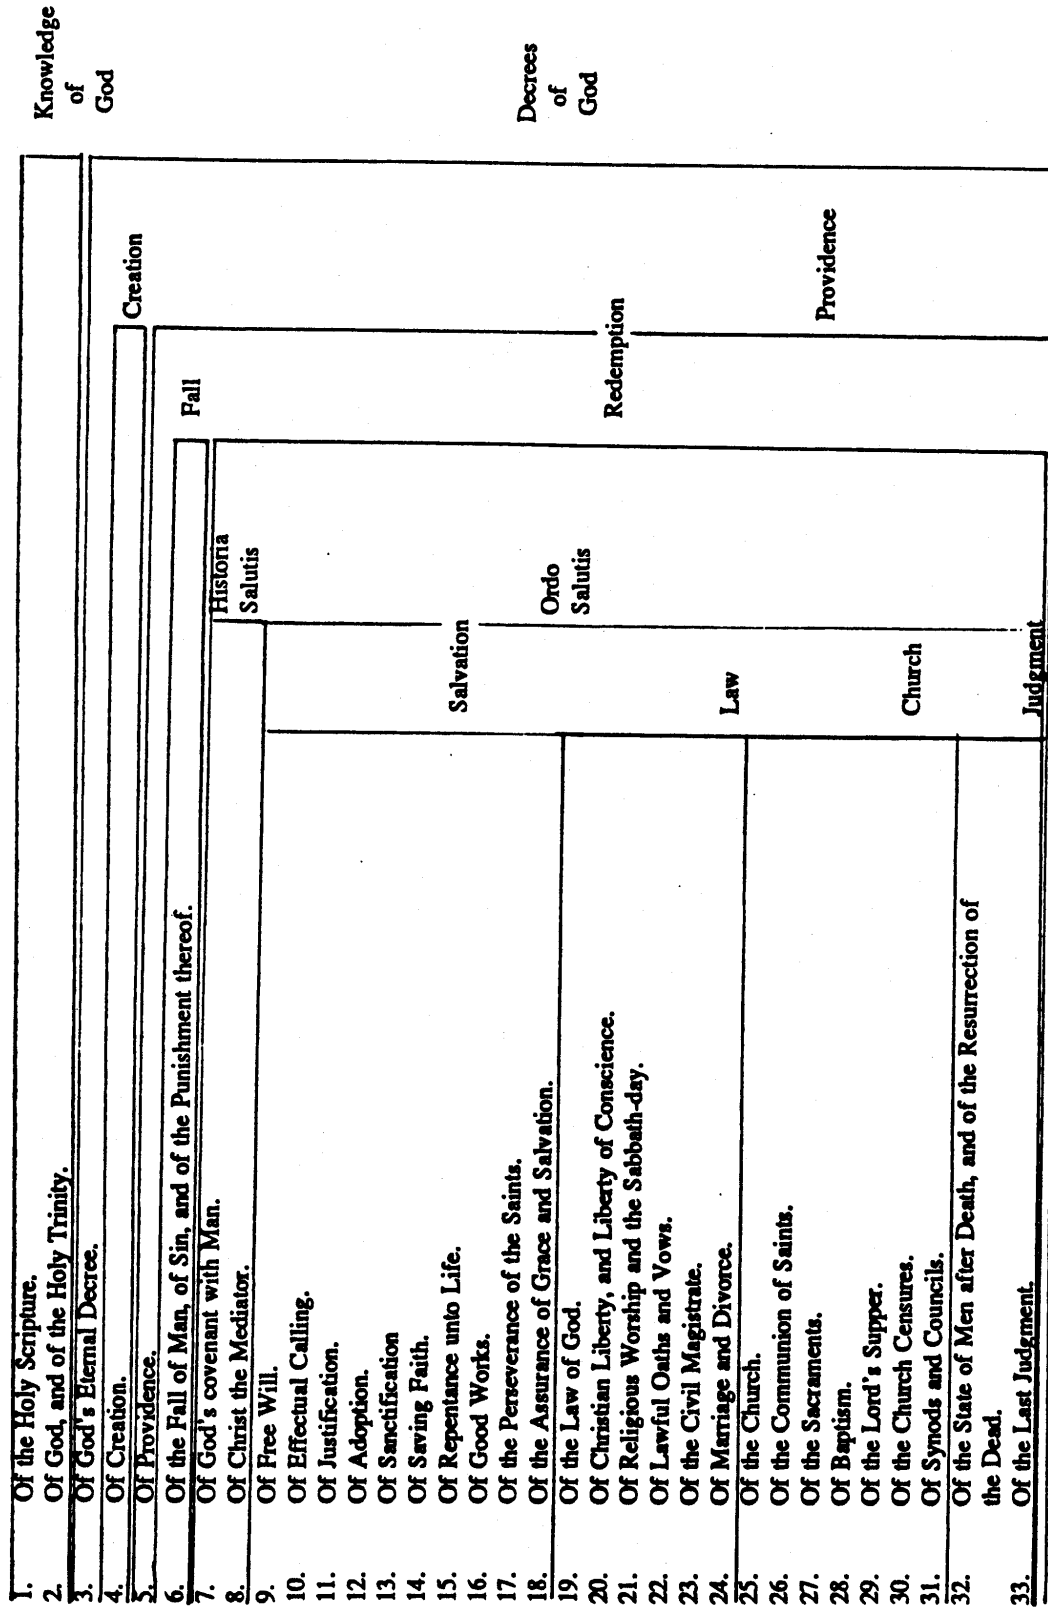 1. Of the Holy Scripture.
2. Of God, and of the Holy Trinity.
3. Of God's Eternal Decree.
4. Of Creation.
5. Of Providence.
6. Of the Fall of Man, of Sin, and of the Punishment thereof.
7. Of God's covenant with Man.
8. Of Christ the Mediator.
9. Of Free Will.
10. Of Effectual Calling.
11. Of Justification.
12. Of Adoption.
13. Of Sanctification
14. Of Saving Faith.
15. Of Repentance unto Life.
16. Of Good Works.
17. Of the Perseverance of the Saints.
18. Of the Assurance of Grace and Salvation.
19. Of the Law of God.
20. Of Christian Liberty, and Liberty of Conscience.
21. Of Religious Worship and the Sabbath-day.
22. Of Lawful Oaths and Vows.
23. Of the Civil Magistrate.
24. Of Marriage and Divorce.
25. Of the Church.
26. Of the Communion of Saints.
27. Of the Sacraments.
28. Of Baptism.
29. Of the Lord's Supper.
30. Of the Church Censures.
31. Of Synods and Councils.
32. Of the State of Men after Death, and of the Resurrection of
the Dead.
33. Of the Last Judgment.
Salvation
Law
Church
Judgment
Historia
Salutis
Ordo
Salutis
Fall
Redemption
Creation
Providence
Knowledge
of
God
Decrees
of
God